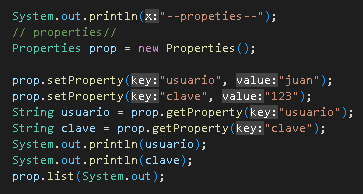 System.out.println(x:"--propeties--");
// properties//
Properties prop = new Properties();
prop.setProperty(key:"usuario", value:"juan");
prop.setProperty(key:"clave", value:"123");
String usuario = prop.getProperty(key:"usuario");
String clave = prop.getProperty(key:"clave");
System.out.println(usuario);
System.out.println(clave);
prop.list(System.out);